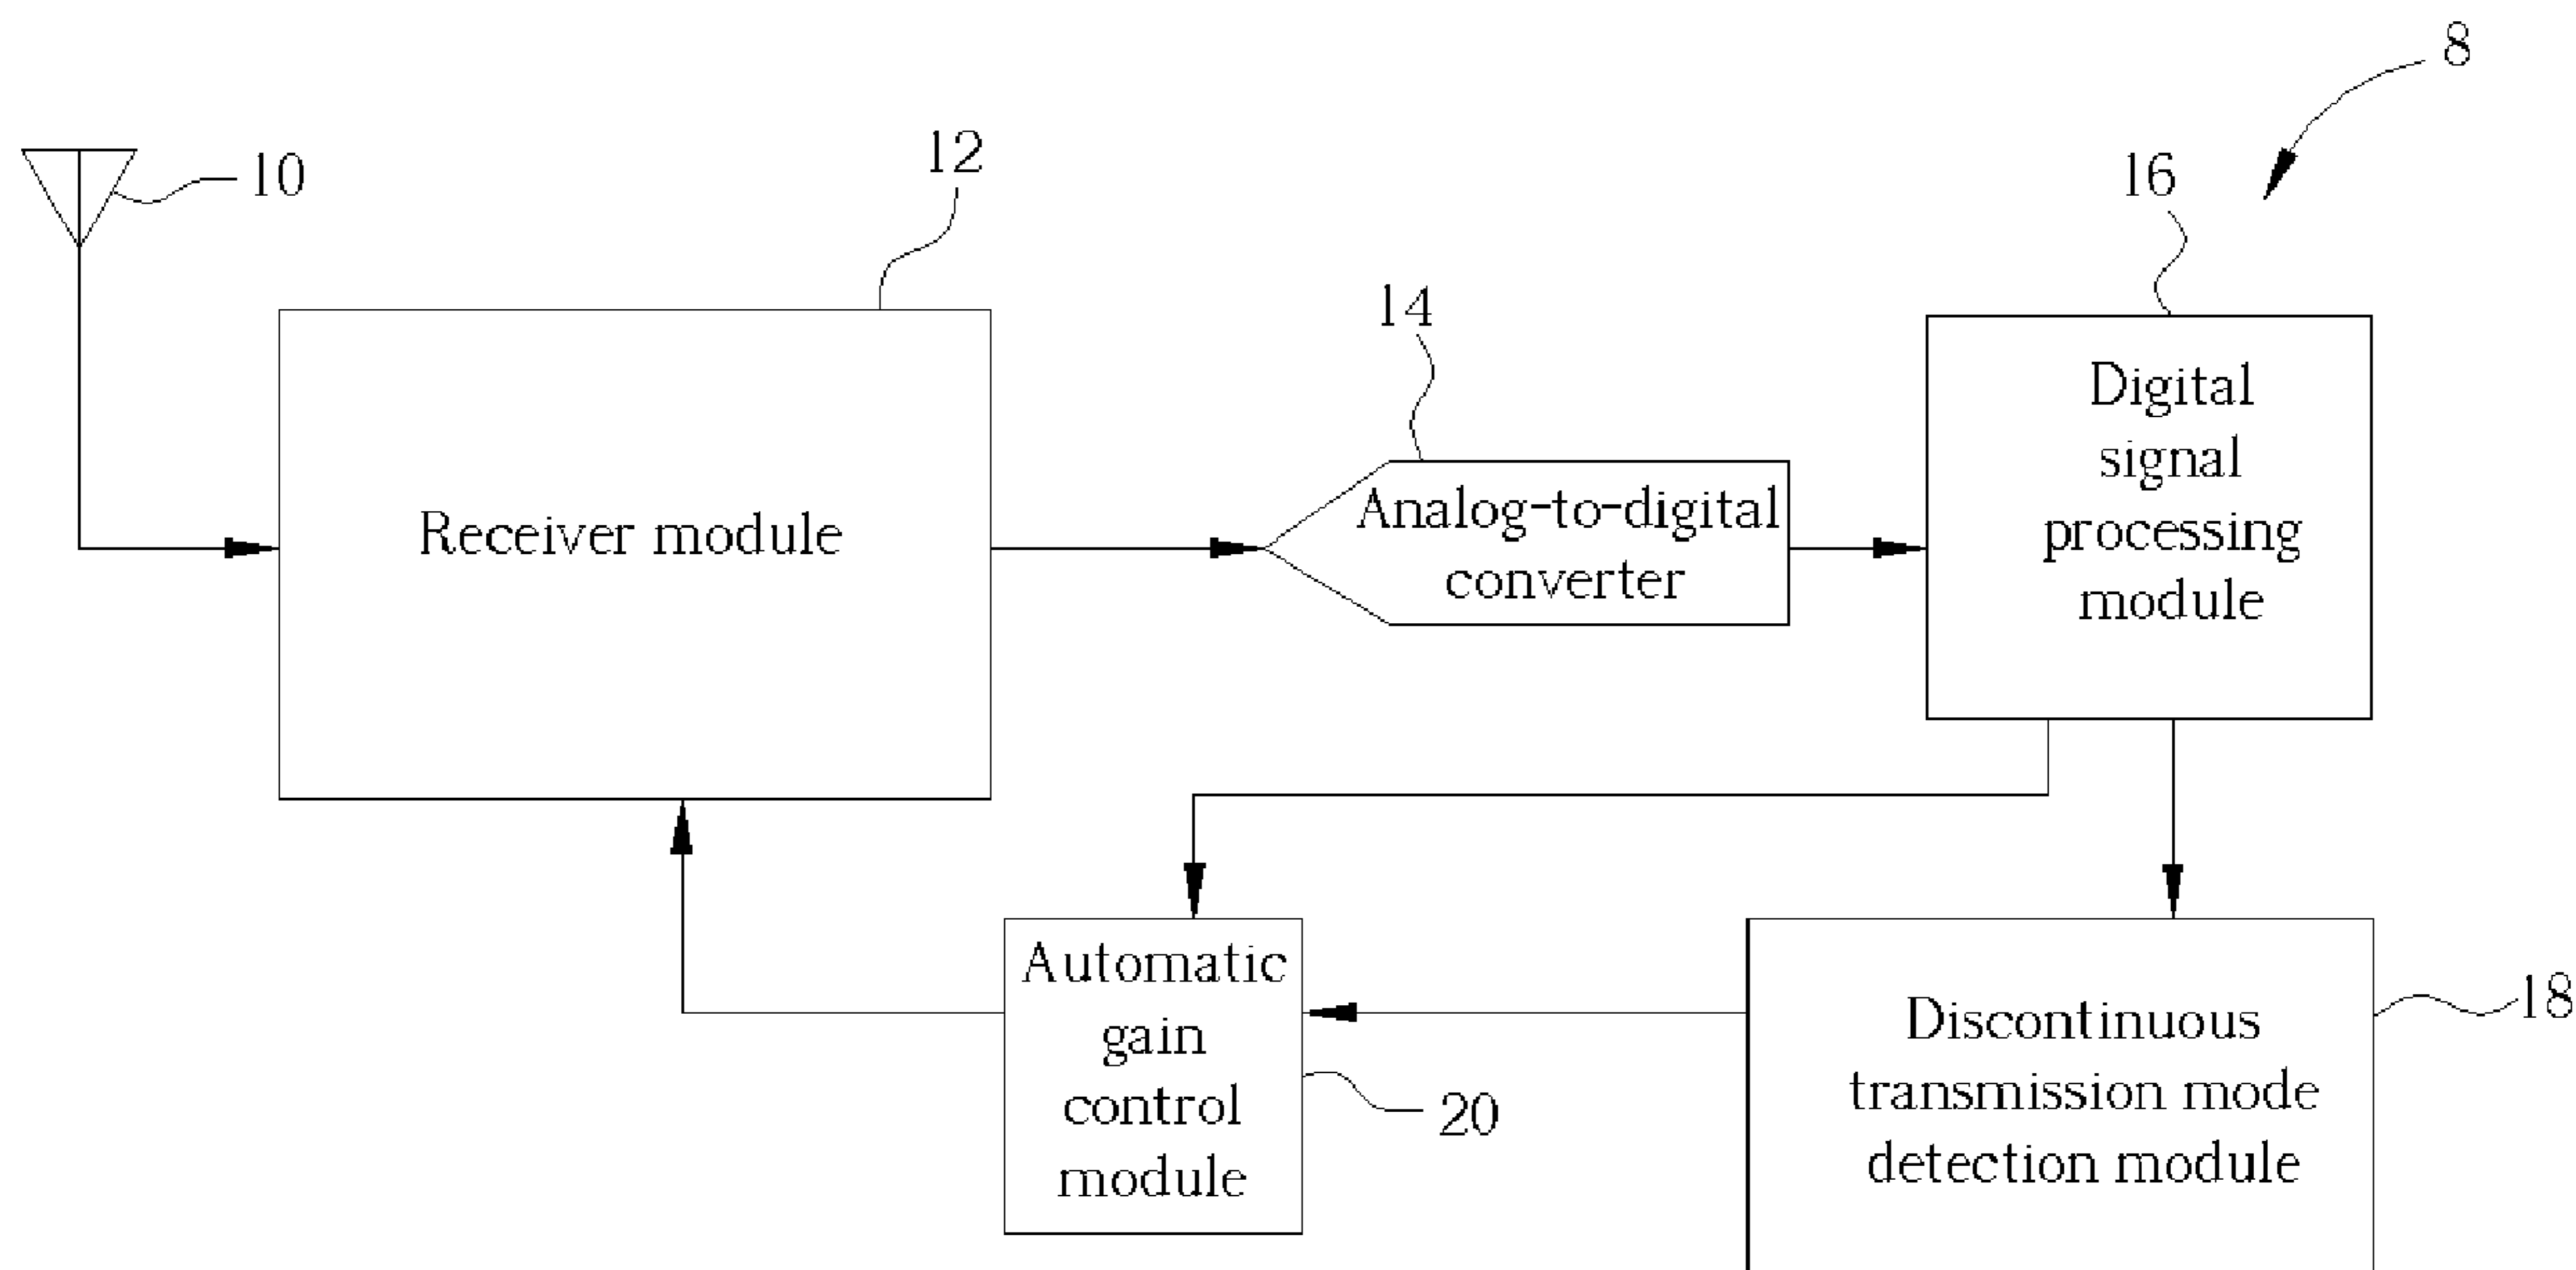 8
10
12
16
14
Receiver module
Analog-to-digital
converter
Digital
signal
processing
module
Automatic
gain
control
module
20
Discontinuous
transmission mode
detection module
18